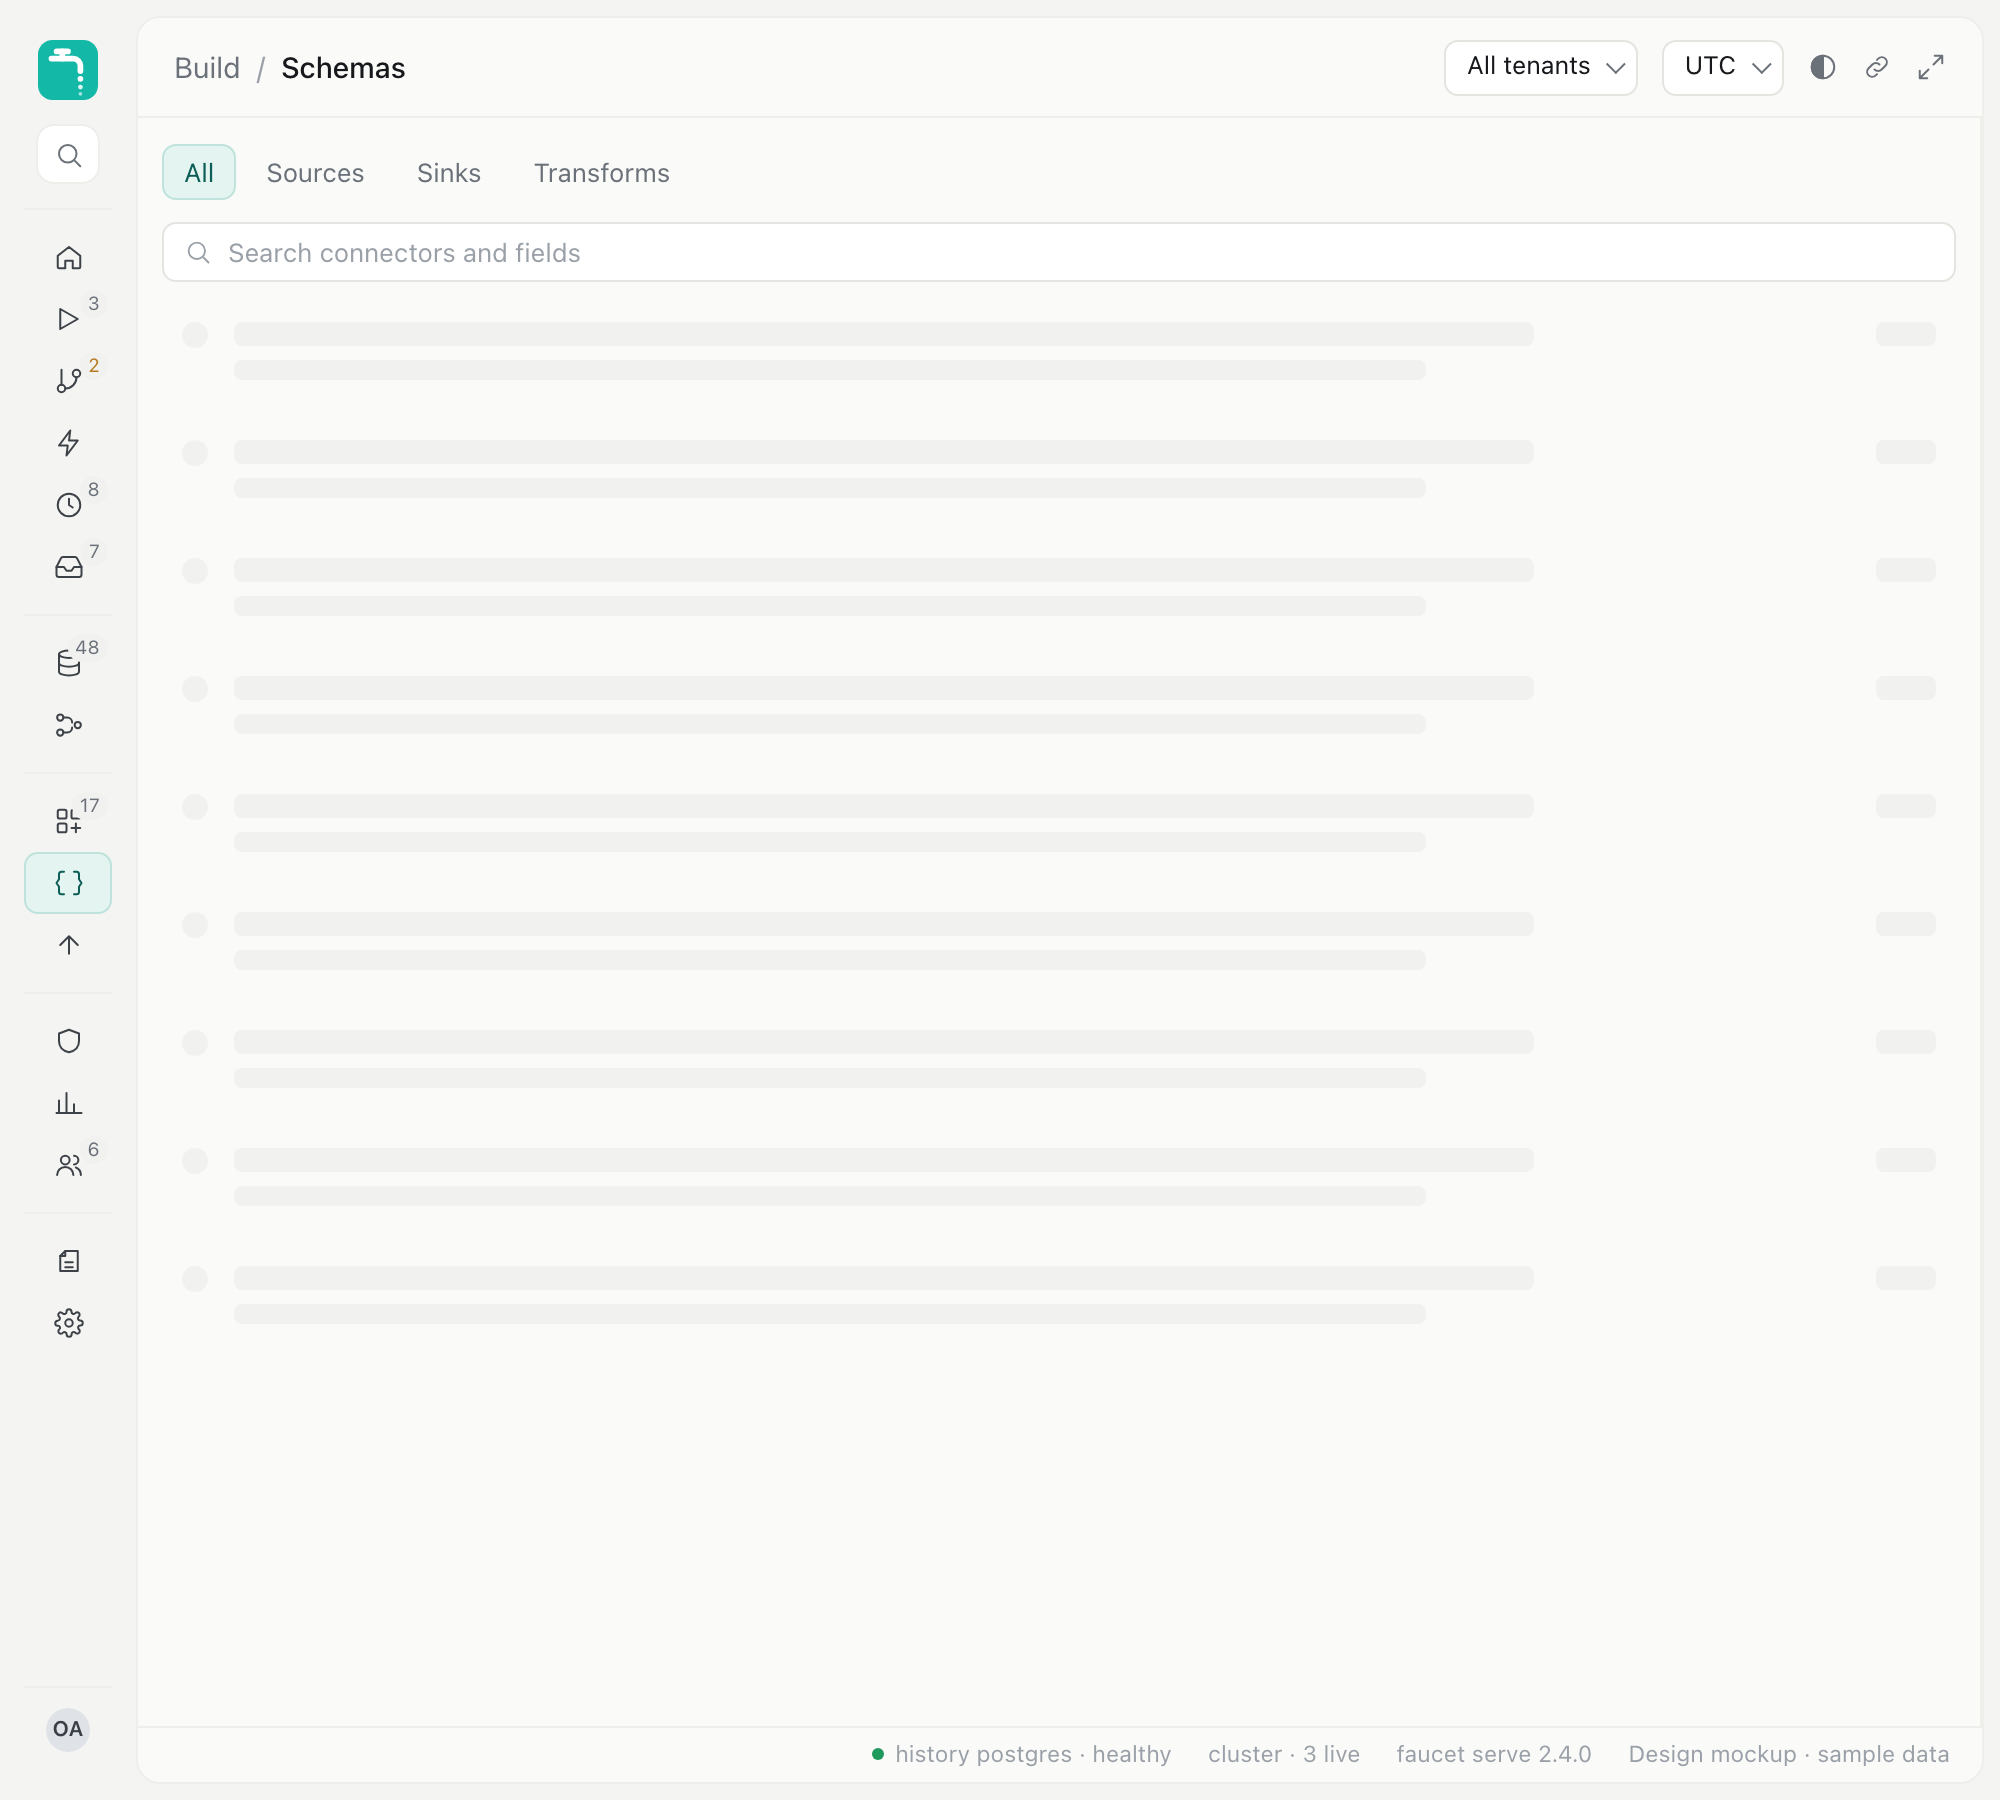 Build / Schemas
All tenants
UTC
All
Sources
Sinks
Transforms
Search connectors and fields
3
2
8
7
48
17
6
OA
history postgres · healthy
cluster · 3 live
faucet serve 2.4.0
Design mockup · sample data